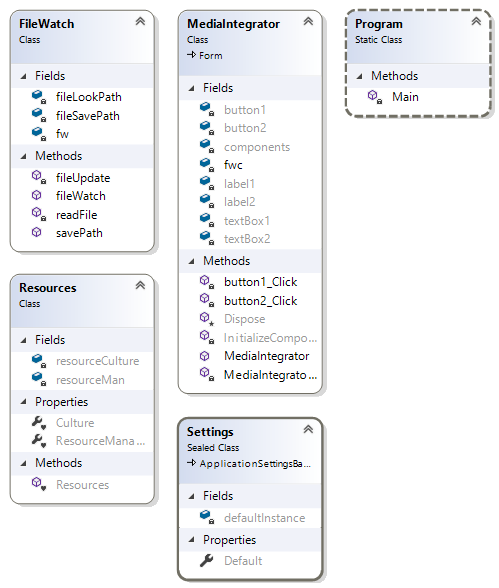 FileWatch
Class
Fields
fileLookPath
fileSavePath
fw
Methods
fileUpdate
fileWatch
readFile
savePath
MediaIntegrator
Class
Form
Fields
button1
button2
components
fwc
label1
label2
textBox1
textBox2
Methods
button1_Click
button2_Click
Dispose
InitializeCompo...
MediaIntegrator
MediaIntegrato...
Program
Static Class
Methods
Main
Resources
Class
Fields
resourceCulture
resourceMan
Properties
Culture
ResourceMana...
Methods
Resources
Settings
Sealed Class
ApplicationSettingsBa...
Fields
defaultInstance
Properties
Default